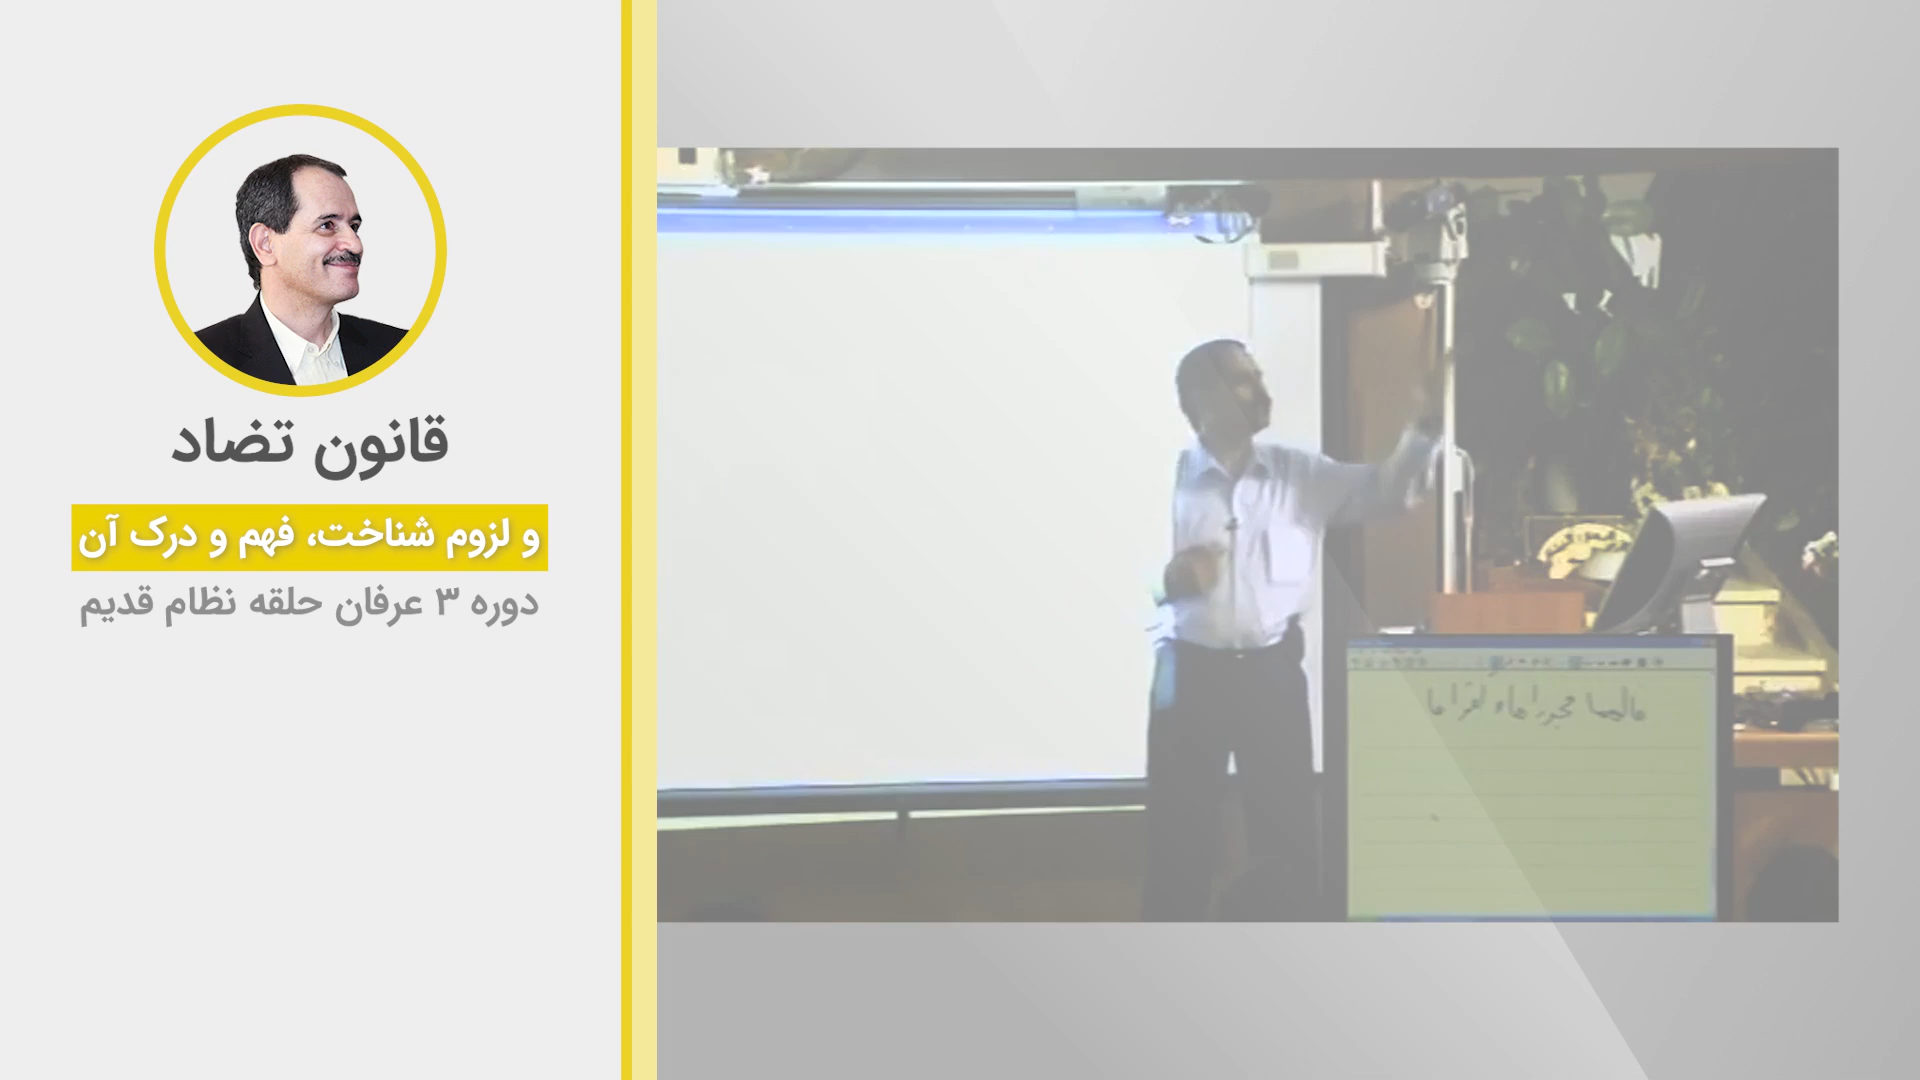 قانون تضاد
و لزوم شناخت، فهم و درک آن
دوره ۳ عرفان حلقه نظام قدیم